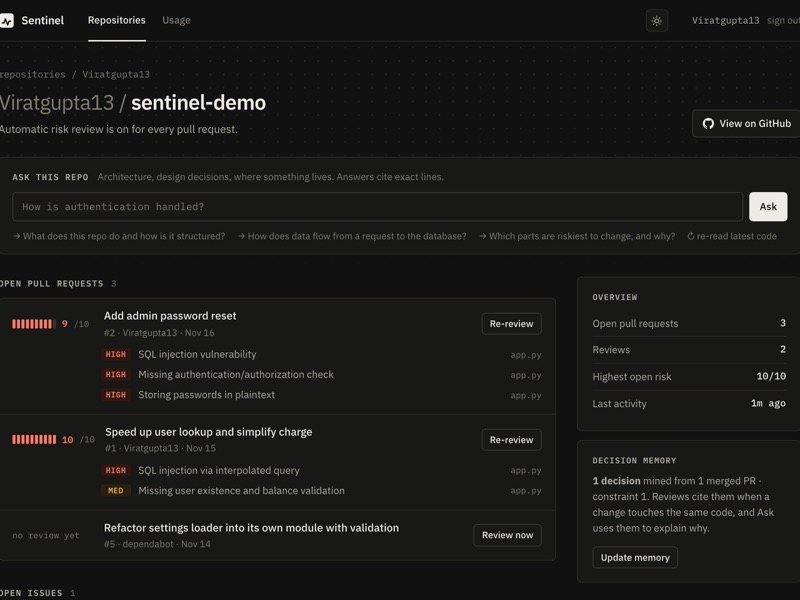 Sentinel Repositories Usage Viratgupta13 sign out
repositories / Viratgupta13
Viratgupta13 / sentinel-demo
Automatic risk review is on for every pull request.
View on GitHub
ASK THIS REPO Architecture, design decisions, where something lives. Answers cite exact lines.
How is authentication handled?
Ask
→ What does this repo do and how is it structured? → How does data flow from a request to the database? → Which parts are riskiest to change, and why? ↻ re-read latest code
OPEN PULL REQUESTS 3
9 /10
Add admin password reset
#2 · Viratgupta13 · Nov 16
Re-review
HIGH SQL injection vulnerability app.py
HIGH Missing authentication/authorization check app.py
HIGH Storing passwords in plaintext app.py
10 /10
Speed up user lookup and simplify charge
#1 · Viratgupta13 · Nov 15
Re-review
HIGH SQL injection via interpolated query app.py
MED Missing user existence and balance validation app.py
no review yet
Refactor settings loader into its own module with validation
#5 · dependabot · Nov 14
Review now
OPEN ISSUES 1
OVERVIEW
Open pull requests 3
Reviews 2
Highest open risk 10/10
Last activity 1m ago
DECISION MEMORY
1 decision mined from 1 merged PR ·
constraint 1. Reviews cite them when a
change touches the same code, and Ask
uses them to explain why.
Update memory